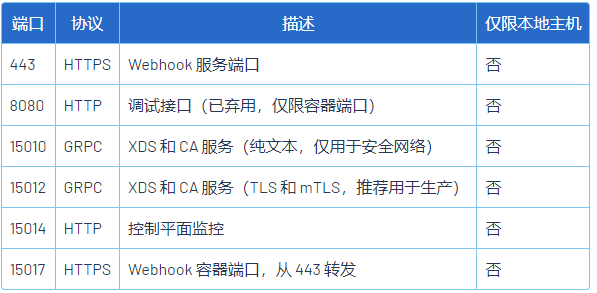 端口 协议 描述 仅限本地主机
443 HTTPS Webhook 服务端口 否
8080 HTTP 调试接口（已弃用，仅限容器端口） 否
15010 GRPC XDS 和 CA 服务（纯文本，仅用于安全网络） 否
15012 GRPC XDS 和 CA 服务（TLS 和 mTLS，推荐用于生产） 否
15014 HTTP 控制平面监控 否
15017 HTTPS Webhook 容器端口，从 443 转发 否